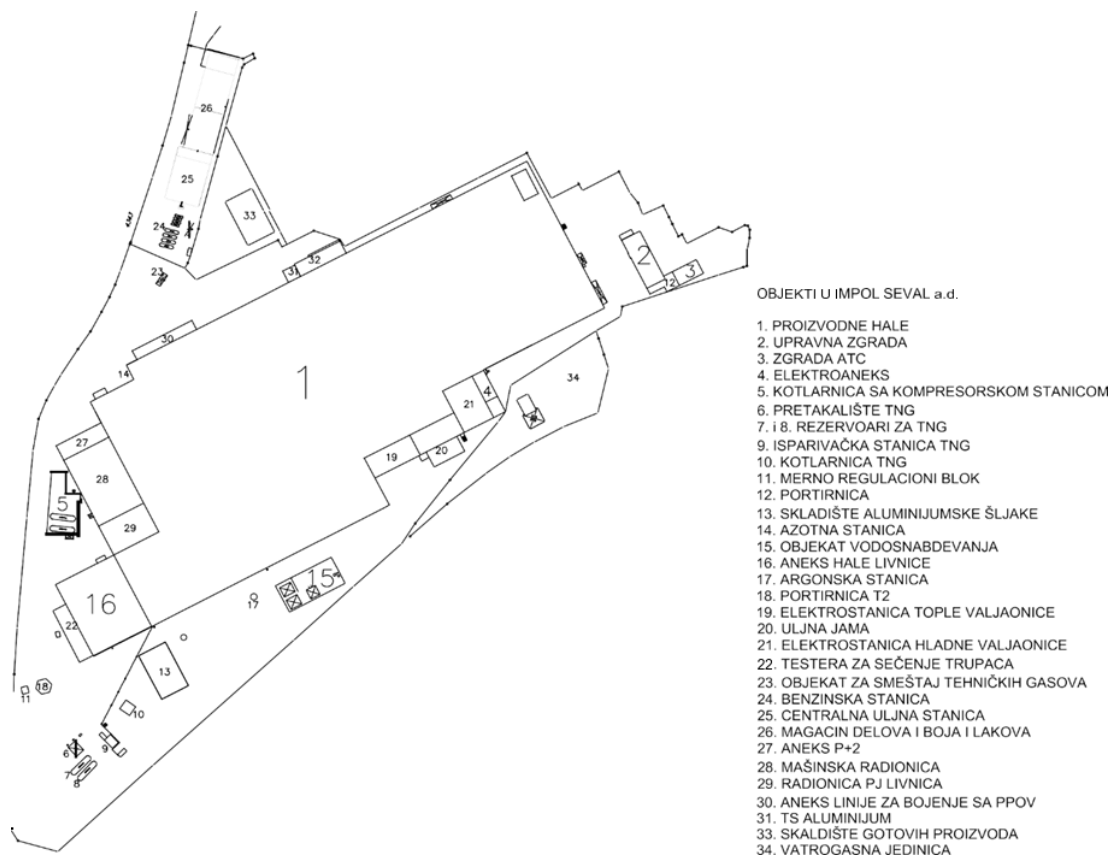 26
25
33
24
23
32
31
2
3
12
30
14
1
34
4
21
27
28
19
20
5
29
15
16
17
22
13
18
11
10
9
6
7
8
OBJEKTI U IMPOL SEVAL a.d.
1. PROIZVODNE HALE
2. UPRAVNA ZGRADA
3. ZGRADA ATC
4. ELEKTROANEKS
5. KOTLARNICA SA KOMPRESORSKOM STANICOM
6. PRETAKALIŠTE TNG
7. i 8. REZERVOARI ZA TNG
9. ISPARIVAČKA STANICA TNG
10. KOTLARNICA TNG
11. MERNO REGULACIONI BLOK
12. PORTIRNICA
13. SKLADIŠTE ALUMINIJUMSKE ŠLJAKE
14. AZOTNA STANICA
15. OBJEKAT VODOSNABDEVANJA
16. ANEKS HALE LIVNICE
17. ARGONSKA STANICA
18. PORTIRNICA T2
19. ELEKTROSTANICA TOPLE VALJAONICE
20. ULJNA JAMA
21. ELEKTROSTANICA HLADNE VALJAONICE
22. TESTERA ZA SEČENJE TRUPACA
23. OBJEKAT ZA SMEŠTAJ TEHNIČKIH GASOVA
24. BENZINSKA STANICA
25. CENTRALNA ULJNA STANICA
26. MAGACIN DELOVA I BOJA I LAKOVA
27. ANEKS P+2
28. MAŠINSKA RADIONICA
29. RADIONICA PJ LIVNICA
30. ANEKS LINIJE ZA BOJENJE SA PPOV
31. TS ALUMINIJUM
33. SKALDIŠTE GOTOVIH PROIZVODA
34. VATROGASNA JEDINICA